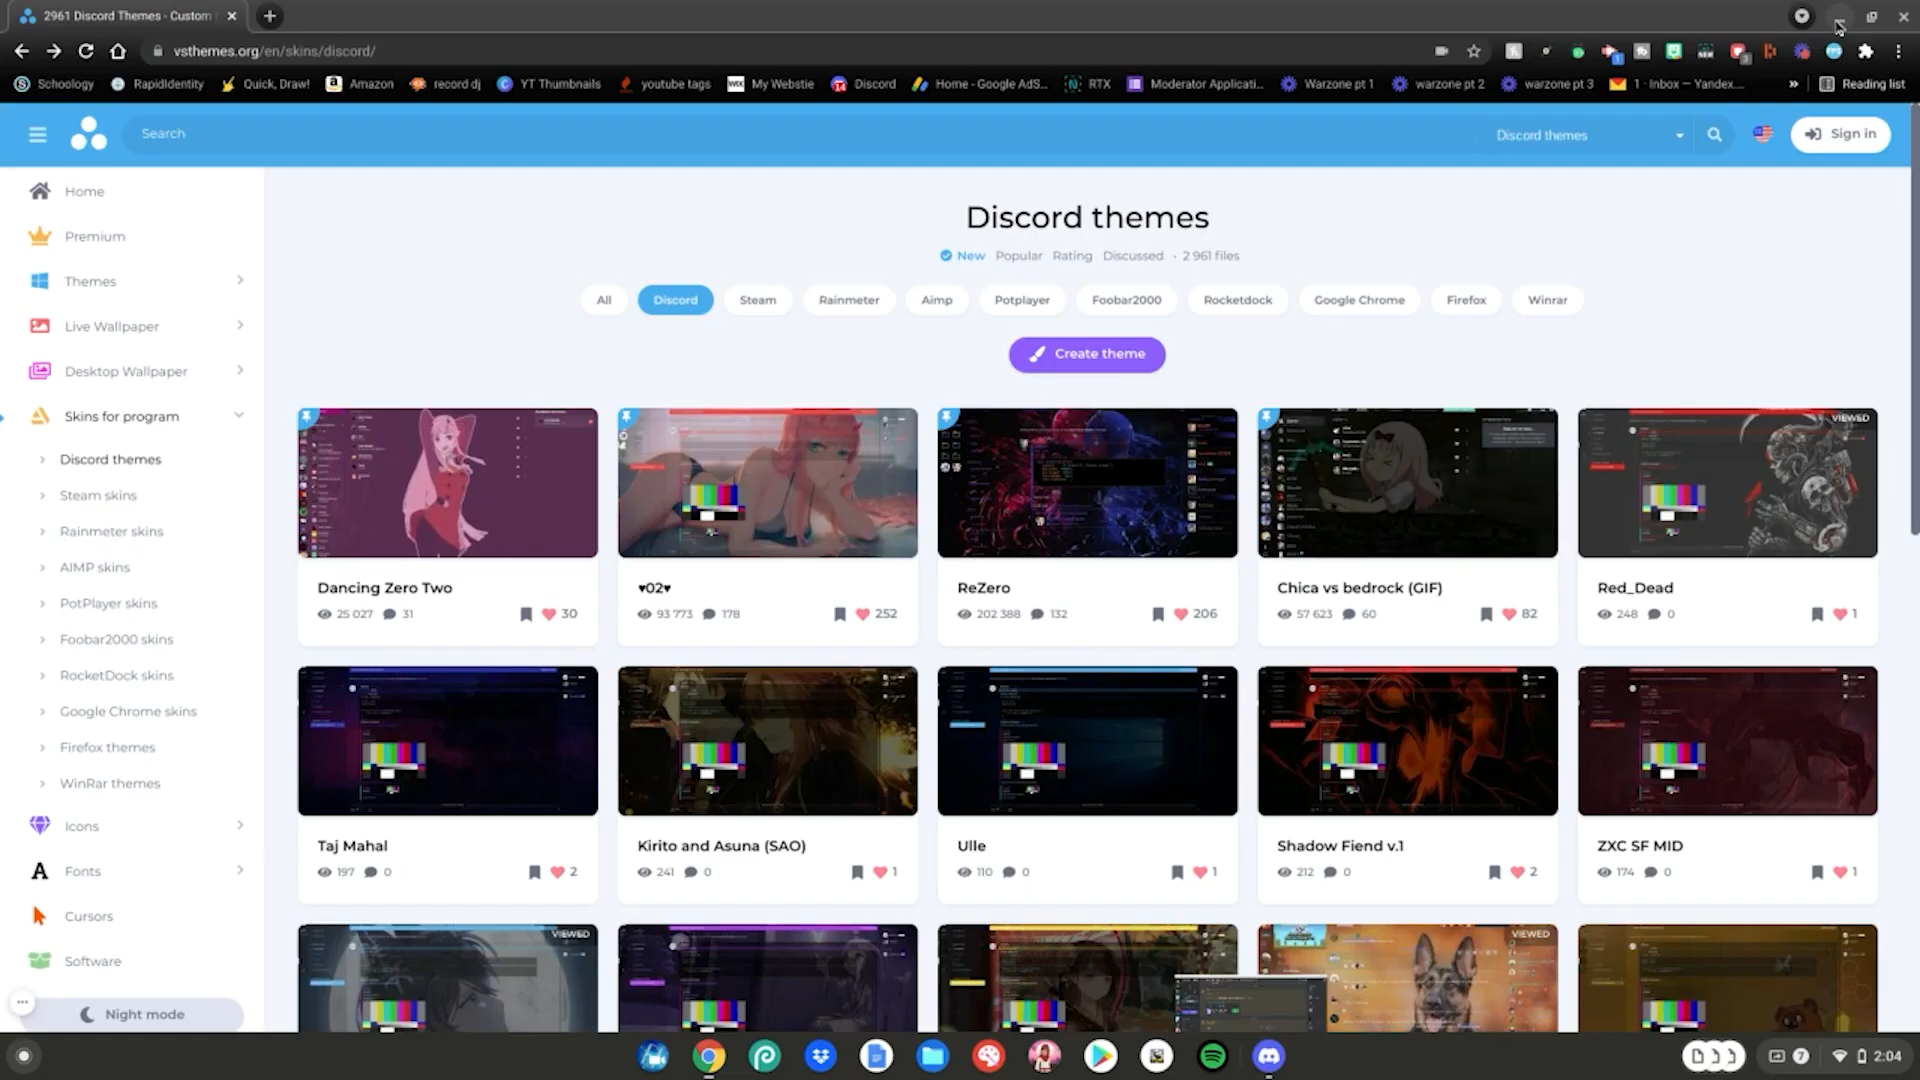 2961 Discord Themes - Custom
vsthemes.org/en/skins/discord/
Schoology
RapidIdentity
Quick, Draw!
Amazon
record dj
YT Thumbnails
youtube tags
WIX
My Webstie
Discord
Home - Google AdS...
RTX
Moderator Applicati...
Warzone pt 1
warzone pt 2
warzone pt 3
1 · Inbox — Yandex....
»
Reading list
Search
Discord themes
Sign in
Home
Premium
Themes
Live Wallpaper
Desktop Wallpaper
Skins for program
Discord themes
Steam skins
Rainmeter skins
AIMP skins
PotPlayer skins
Foobar2000 skins
RocketDock skins
Google Chrome skins
Firefox themes
WinRar themes
Icons
Fonts
Cursors
Software
Night mode
Discord themes
New Popular Rating Discussed • 2 961 files
All Discord Steam Rainmeter Aimp Potplayer Foobar2000 Rocketdock Google Chrome Firefox Winrar
Create theme
VIEWED
Dancing Zero Two
25 027 31 30
♥02♥
93 773 178 252
ReZero
202 388 132 206
Chica vs bedrock (GIF)
57 623 60 82
Red_Dead
248 0 1
Taj Mahal
197 0 2
Kirito and Asuna (SAO)
241 0 1
Ulle
110 0 1
Shadow Fiend v.1
212 0 2
ZXC SF MID
174 0 1
VIEWED
VIEWED
7
2:04